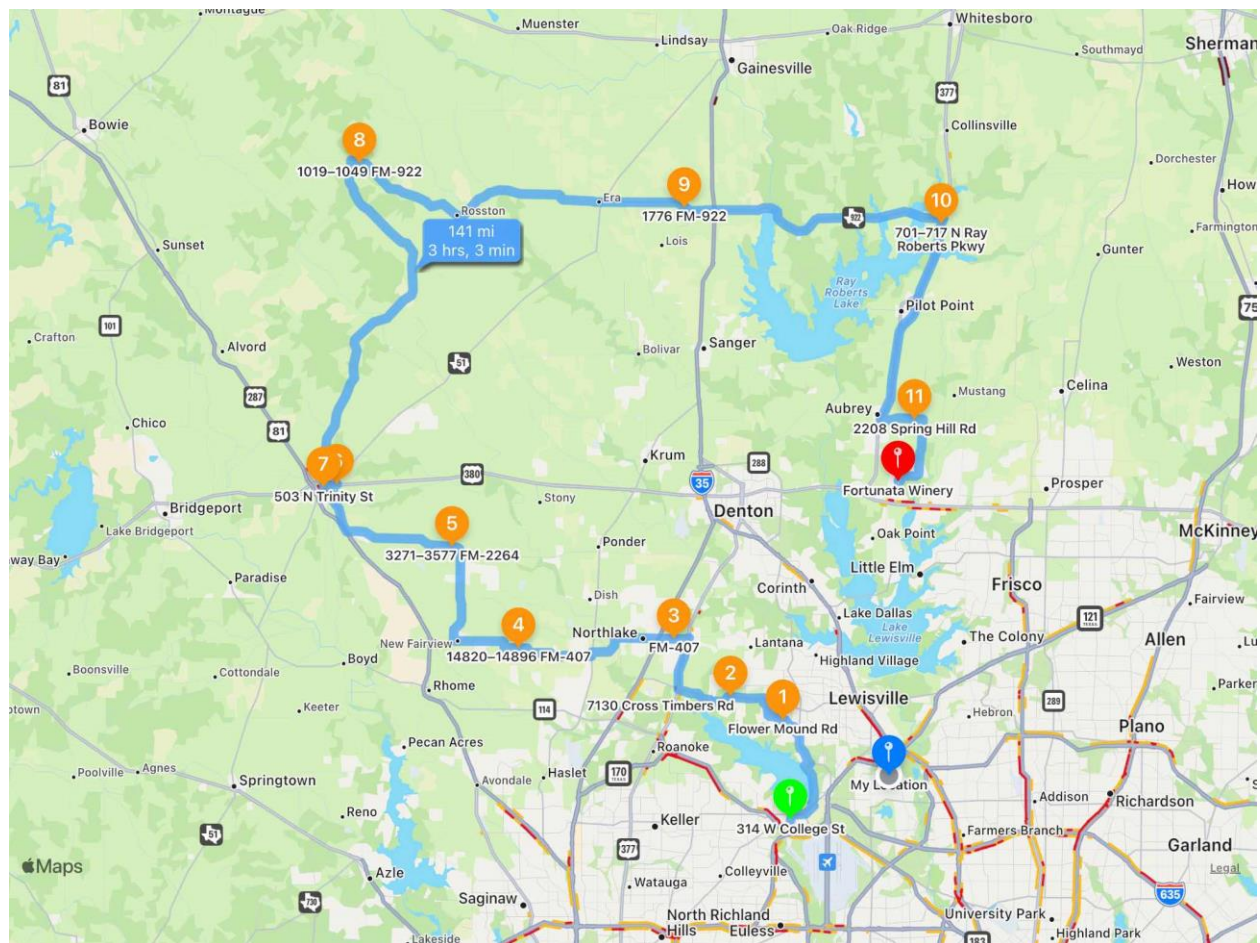 Montague
Muenster
Oak Ridge
Whitesboro
Lindsay
Southmayd
Sherman
Gainesville
81
377
Bowie
Collinsville
8
Dorchester
1019–1049 FM-922
9
10
How
Era
Rosston
1776 FM-922
922
701–717 N Ray
Roberts Pkwy
Farmington
141 mi
3 hrs, 3 min
Lois
Sunset
Gunter
Ray
Roberts
Lake
75
Pilot Point
101
Crafton
Alvord
Bolivar
Sanger
51
Weston
287
Mustang
Celina
11
Aubrey
Chico
81
2208 Spring Hill Rd
7
Krum
288
380
35
503 N Trinity St
Stony
Fortunata Winery
Prosper
Bridgeport
Denton
5
Lake Bridgeport
Oak Point
McKinney
way Bay
3271–3577 FM-2264
Ponder
Little Elm
Paradise
Corinth
Frisco
Dish
Fairview
3
Lake Dallas
121
TEXAS
4
Northlake
Lake
Lewisville
The Colony
Allen
New Fairview
FM-407
Lantana
14820–14896 FM-407
Highland Village
Boonsville
Boyd
Cottondale
2
1
Parker
Rhome
Lewisville
7130 Cross Timbers Rd
289
114
Keeter
Flower Mound Rd
Hebron
Plano
Pecan Acres
Roanoke
Poolville
Agnes
170
TEXAS
Haslet
Springtown
Avondale
My Location
Addison
Richardson
Reno
Keller
314 W College St
51
Farmers Branch
Garland
377
Maps
Colleyville
Legal
Azle
Watauga
635
Saginaw
730
North Richland
Hills
Euless
University Park
183
Lakeside
Highland Park